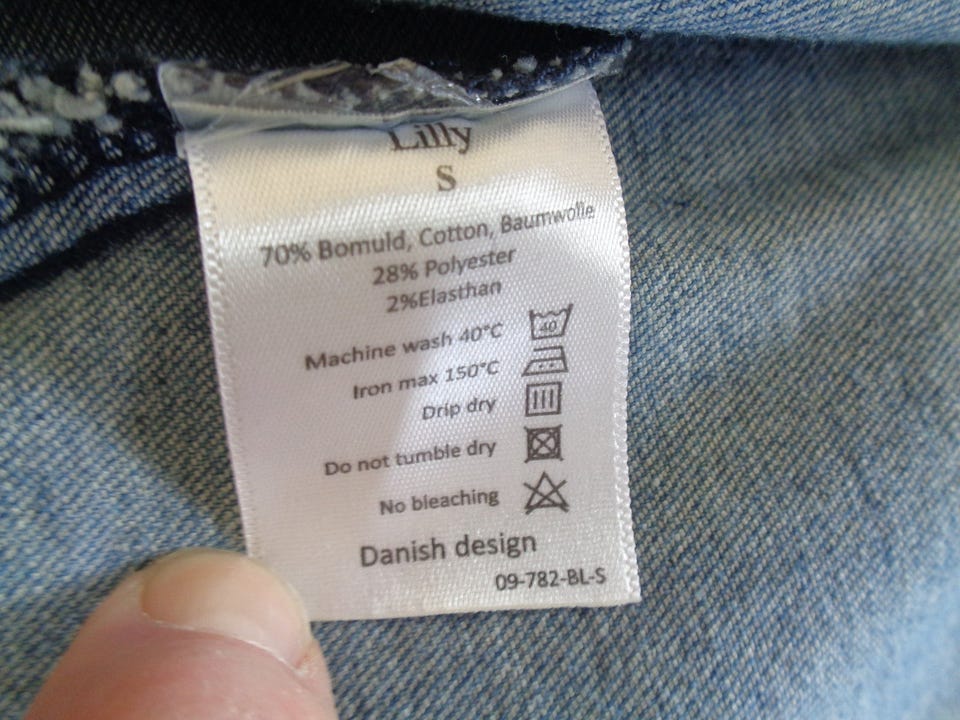 Lilly
S
70% Bomuld, Cotton, Baumwolle
28% Polyester
2%Elasthan
Machine wash 40°C 40
Iron max 150°C
Drip dry
Do not tumble dry
No bleaching
Danish design
09-782-BL-S